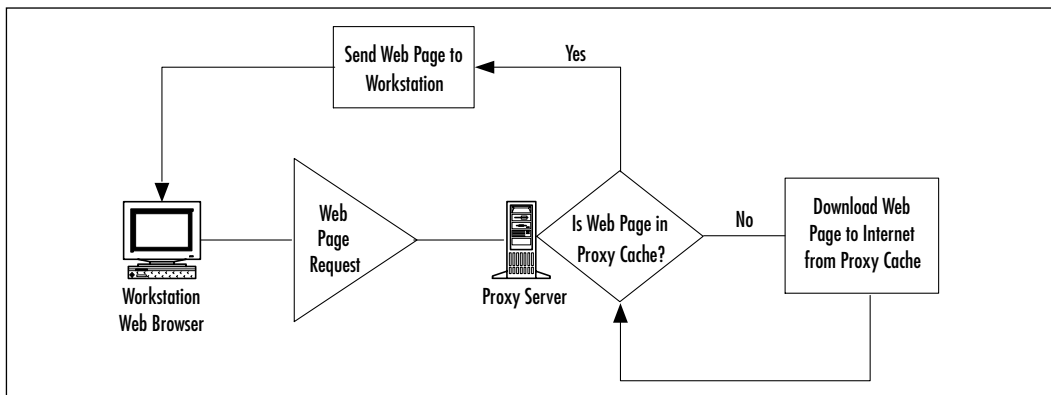 Send Web Page to
Workstation
Yes
Web
Page
Request
Is Web Page in
Proxy Cache?
No
Download Web
Page to Internet
from Proxy Cache
Workstation
Web Browser
Proxy Server